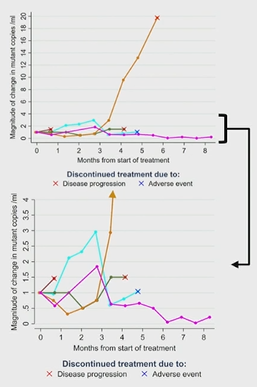 Magnitude of change in mutant copies /ml
20
18
16
14
12
10
8
6
4
2
0
0 1 2 3 4 5 6 7 8
Months from start of treatment
Discontinued treatment due to:
× Disease progression × Adverse event
Magnitude of change in mutant copies /ml
4
3.5
3
2.5
2
1.5
1
.5
0
0 1 2 3 4 5 6 7 8
Months from start of treatment
Discontinued treatment due to:
× Disease progression × Adverse event